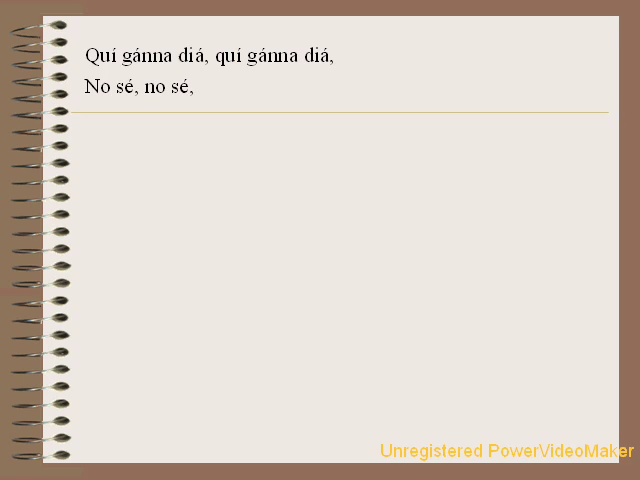 Quí gánna diá, quí gánna diá,
No sé, no sé,
Unregistered PowerVideoMaker